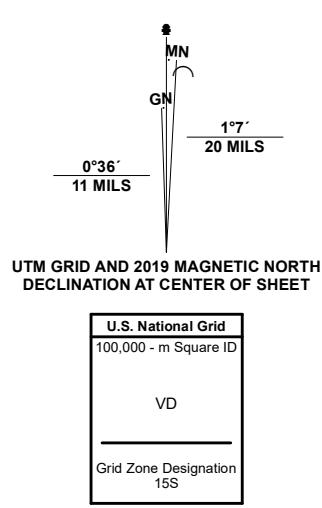 MN
GN
1°7´
20 MILS
0°36´
11 MILS
UTM GRID AND 2019 MAGNETIC NORTH
DECLINATION AT CENTER OF SHEET
U.S. National Grid
100,000 - m Square ID
VD
Grid Zone Designation
15S